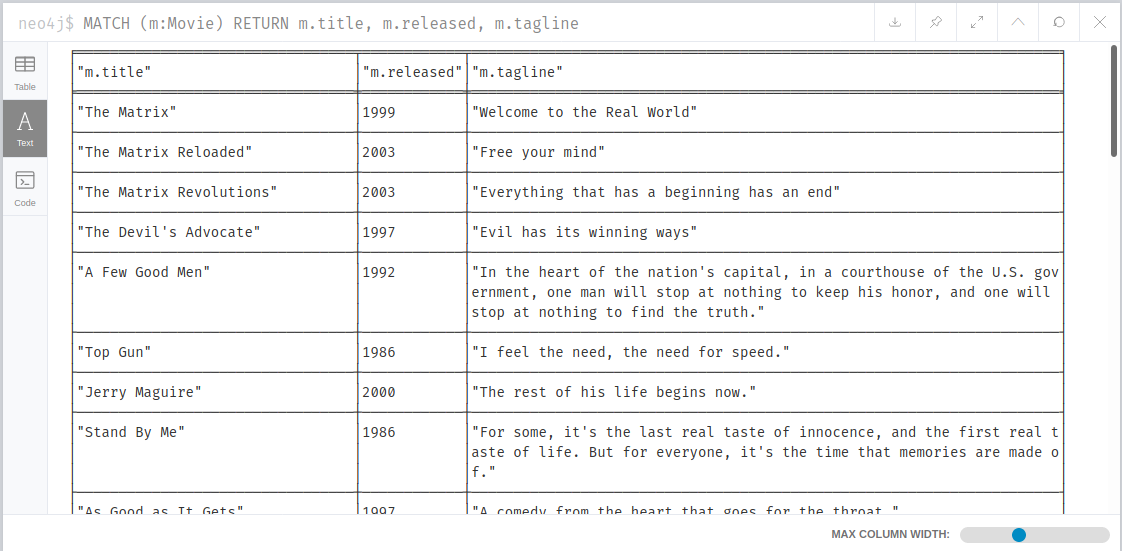 neo4j$ MATCH (m:Movie) RETURN m.title, m.released, m.tagline
Table
Text
Code
"m.title" "m.released" "m.tagline"
"The Matrix" 1999 "Welcome to the Real World"
"The Matrix Reloaded" 2003 "Free your mind"
"The Matrix Revolutions" 2003 "Everything that has a beginning has an end"
"The Devil's Advocate" 1997 "Evil has its winning ways"
"A Few Good Men" 1992 "In the heart of the nation's capital, in a courthouse of the U.S. gov
ernment, one man will stop at nothing to keep his honor, and one will
stop at nothing to find the truth."
"Top Gun" 1986 "I feel the need, the need for speed."
"Jerry Maguire" 2000 "The rest of his life begins now."
"Stand By Me" 1986 "For some, it's the last real taste of innocence, and the first real t
aste of life. But for everyone, it's the time that memories are made o
f."
"As Good as It Gets" 1997 "A comedy from the heart that goes for the throat."
MAX COLUMN WIDTH: